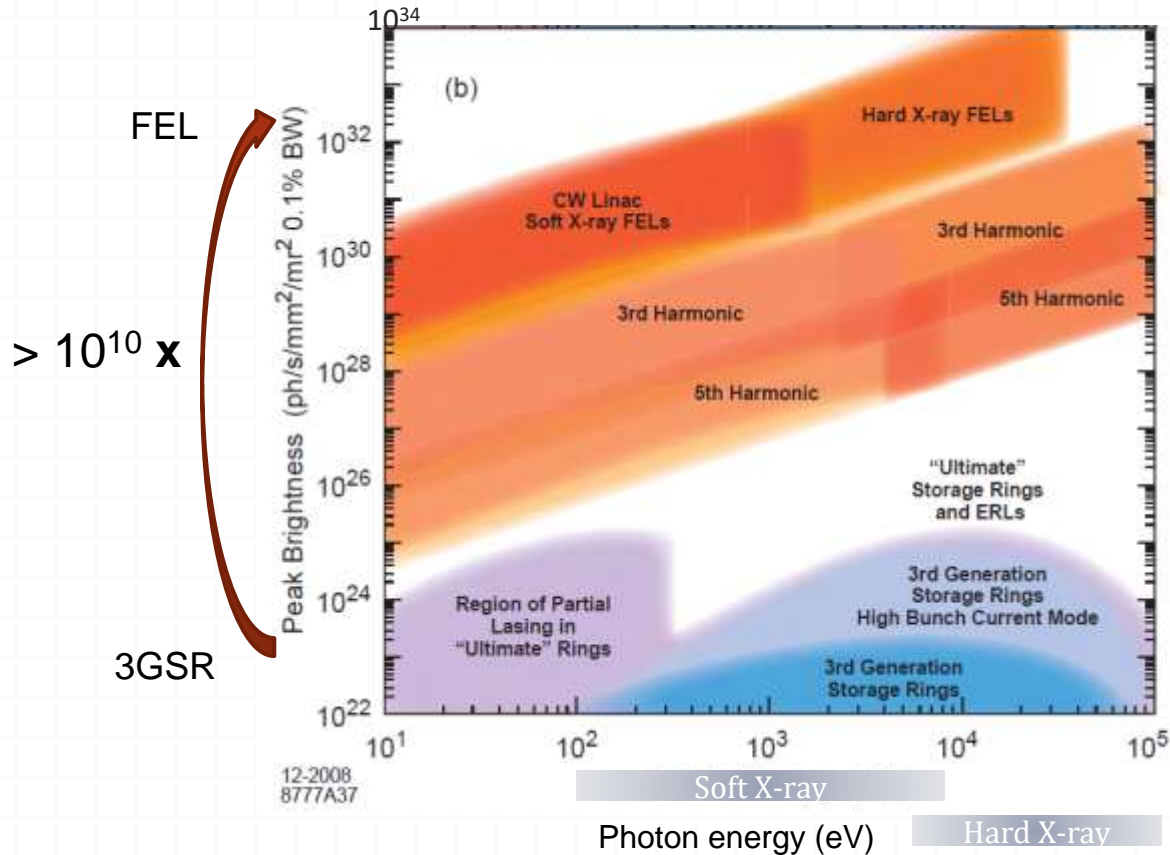 10³⁴
(b)
FEL
Hard X-ray FELs
10³²
CW Linac
Soft X-ray FELs
3rd Harmonic
10³⁰
5th Harmonic
3rd Harmonic
> 10¹⁰ x
10²⁸
5th Harmonic
Peak Brightness (ph/s/mm²/mr² 0.1% BW)
10²⁶
"Ultimate"
Storage Rings
and ERLs
10²⁴
3rd Generation
Storage Rings
High Bunch Current Mode
Region of Partial
Lasing in
"Ultimate" Rings
3GSR
3rd Generation
Storage Rings
10²²
10¹ 10² 10³ 10⁴ 10⁵
12-2008
8777A37
Soft X-ray
Photon energy (eV)
Hard X-ray